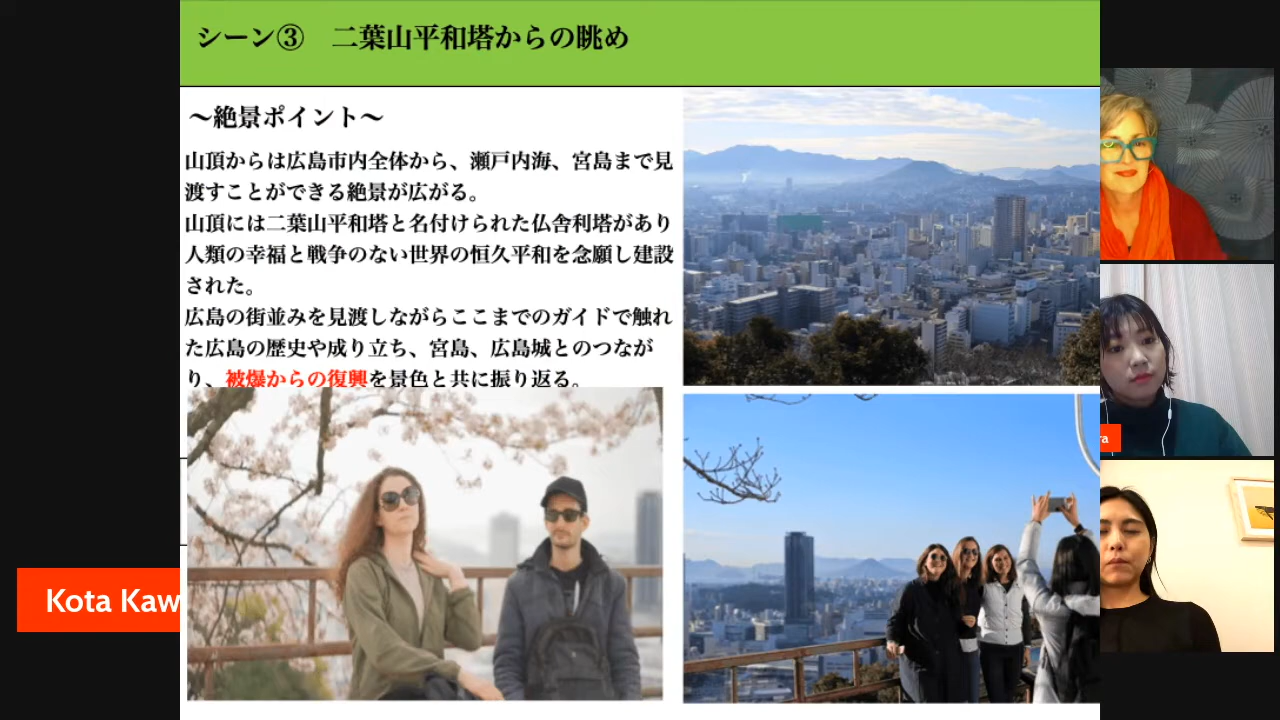 シーン③　二葉山平和塔からの眺め
～絶景ポイント～
山頂からは広島市内全体から、瀬戸内海、宮島まで見
渡すことができる絶景が広がる。
山頂には二葉山平和塔と名付けられた仏舎利塔があり
人類の幸福と戦争のない世界の恒久平和を念願し建設
された。
広島の街並みを見渡しながらここまでのガイドで触れ
た広島の歴史や成り立ち、宮島、広島城とのつなが
り、被爆からの復興を景色と共に振り返る。
Kota Kaw
ra